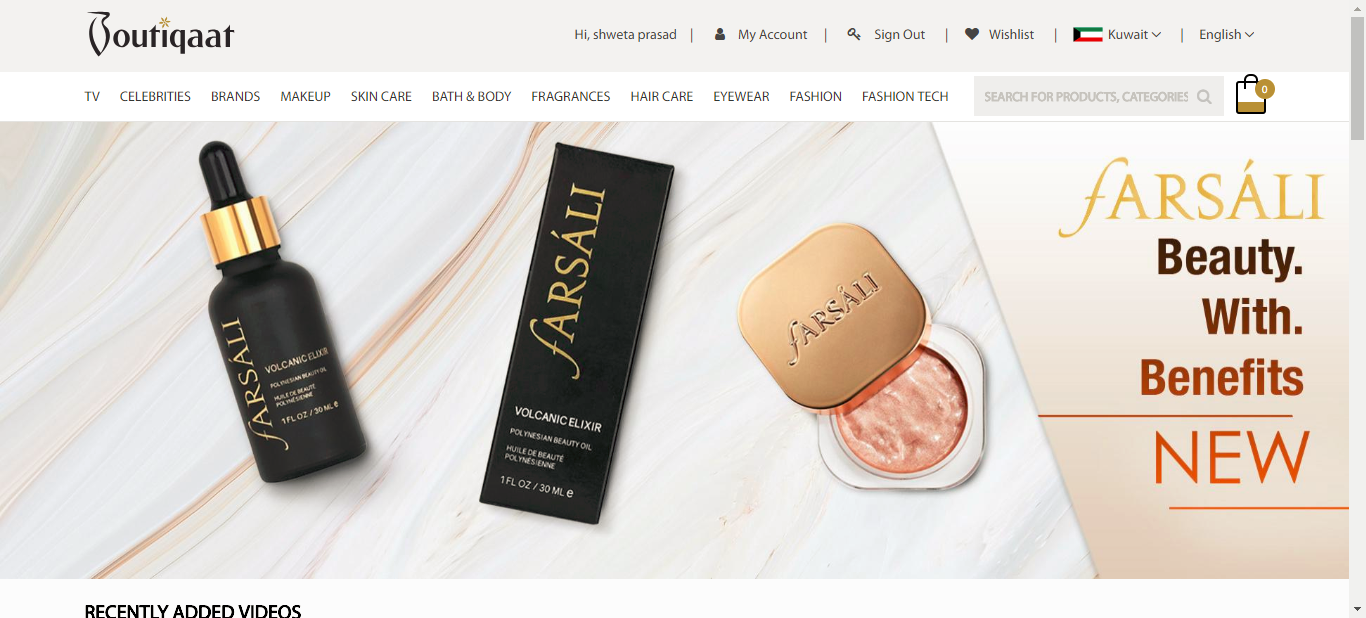 Boutiqaat
Hi, shweta prasad | My Account | Sign Out | Wishlist | Kuwait | English
TV CELEBRITIES BRANDS MAKEUP SKIN CARE BATH & BODY FRAGRANCES HAIR CARE EYEWEAR FASHION FASHION TECH SEARCH FOR PRODUCTS, CATEGORIES 0
FARSÁLI
VOLCANIC ELIXIR
POLYNESIAN BEAUTY OIL
HUILE DE BEAUTÉ
POLYNÉSIENNE
1 FL OZ / 30 ML e
FARSÁLI
VOLCANIC ELIXIR
POLYNESIAN BEAUTY OIL
HUILE DE BEAUTÉ
POLYNÉSIENNE
1 FL OZ / 30 ML e
FARSÁLI
FARSÁLI
Beauty.
With.
Benefits
NEW
RECENTLY ADDED VIDEOS